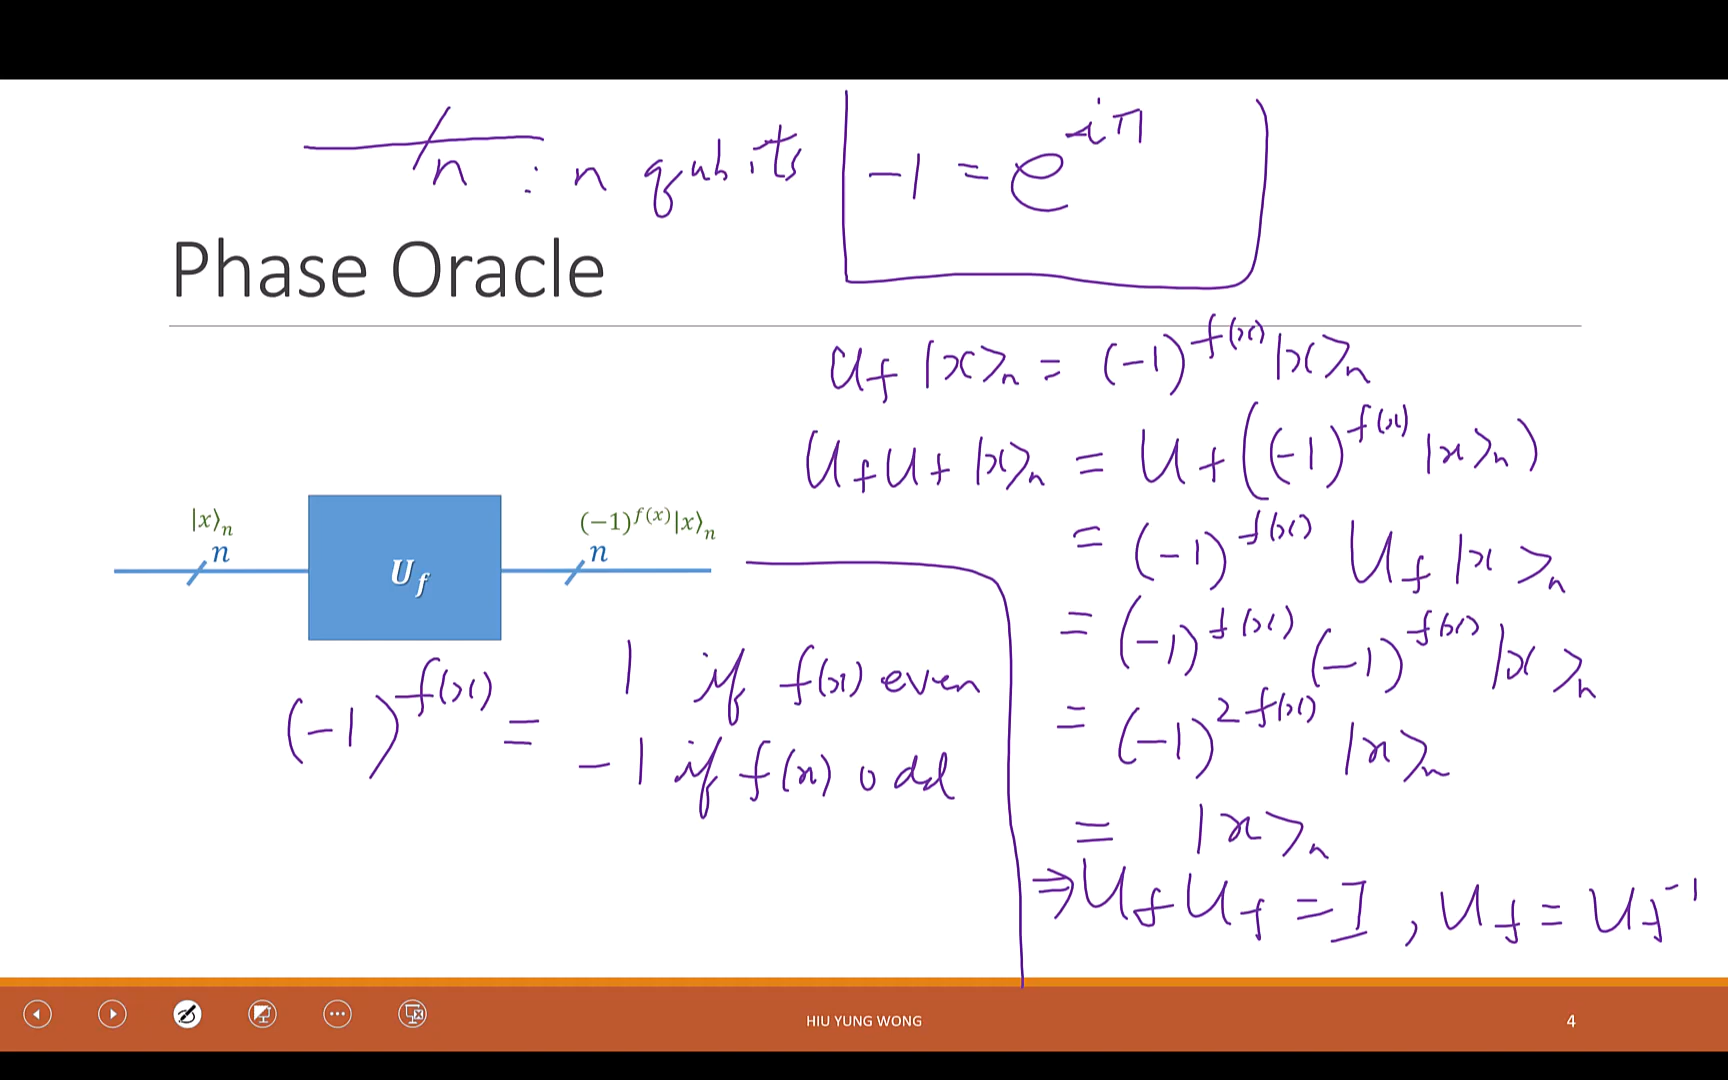 n : n qubits
-1 = e^{iπ}
Phase Oracle
U_f |x⟩_n = (-1)^{f(x)} |x⟩_n
U_f U_f |x⟩_n = U_f ((-1)^{f(x)} |x⟩_n)
= (-1)^{f(x)} U_f |x⟩_n
= (-1)^{f(x)} (-1)^{f(x)} |x⟩_n
= (-1)^{2f(x)} |x⟩_n
= |x⟩_n
⇒ U_f U_f = I , U_f = U_f^{-1}
|x⟩_n
n
U_f
(−1)^{f(x)}|x⟩_n
n
(-1)^{f(x)} = 1 if f(x) even
-1 if f(x) odd
HIU YUNG WONG
4